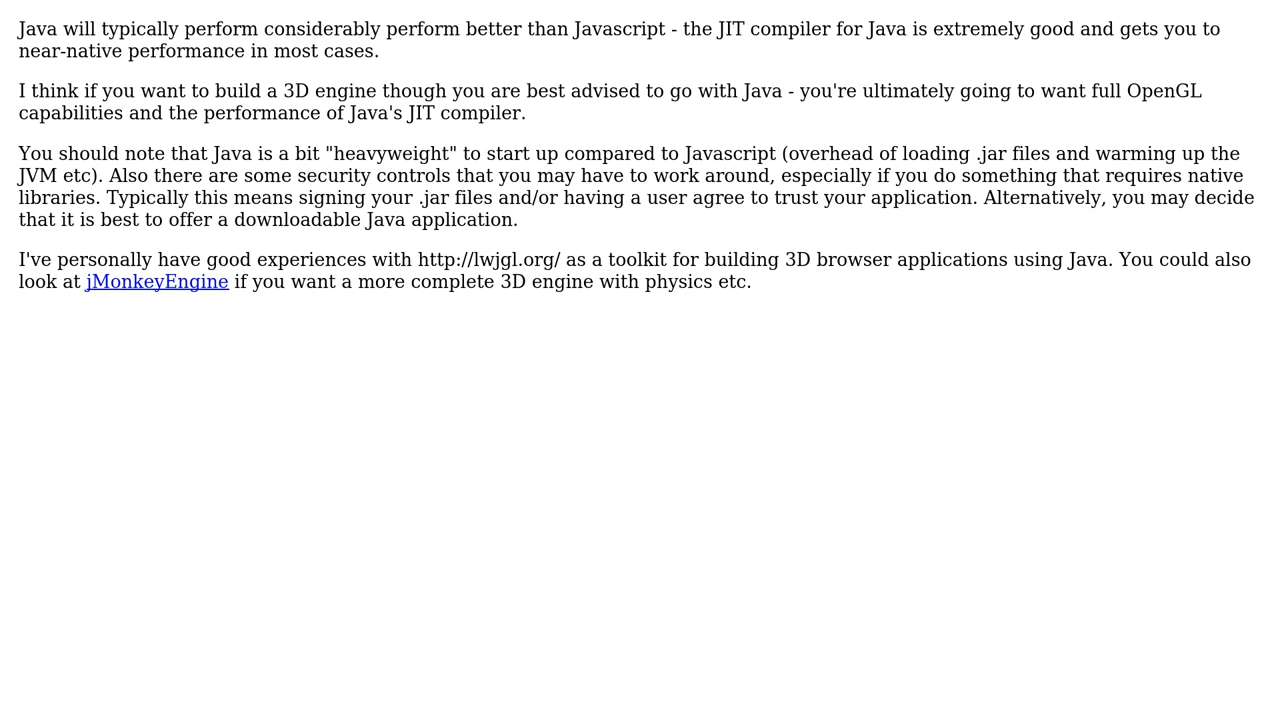 Java will typically perform considerably perform better than Javascript - the JIT compiler for Java is extremely good and gets you to
near-native performance in most cases.
I think if you want to build a 3D engine though you are best advised to go with Java - you're ultimately going to want full OpenGL
capabilities and the performance of Java's JIT compiler.
You should note that Java is a bit "heavyweight" to start up compared to Javascript (overhead of loading .jar files and warming up the
JVM etc). Also there are some security controls that you may have to work around, especially if you do something that requires native
libraries. Typically this means signing your .jar files and/or having a user agree to trust your application. Alternatively, you may decide
that it is best to offer a downloadable Java application.
I've personally have good experiences with http://lwjgl.org/ as a toolkit for building 3D browser applications using Java. You could also
look at jMonkeyEngine if you want a more complete 3D engine with physics etc.